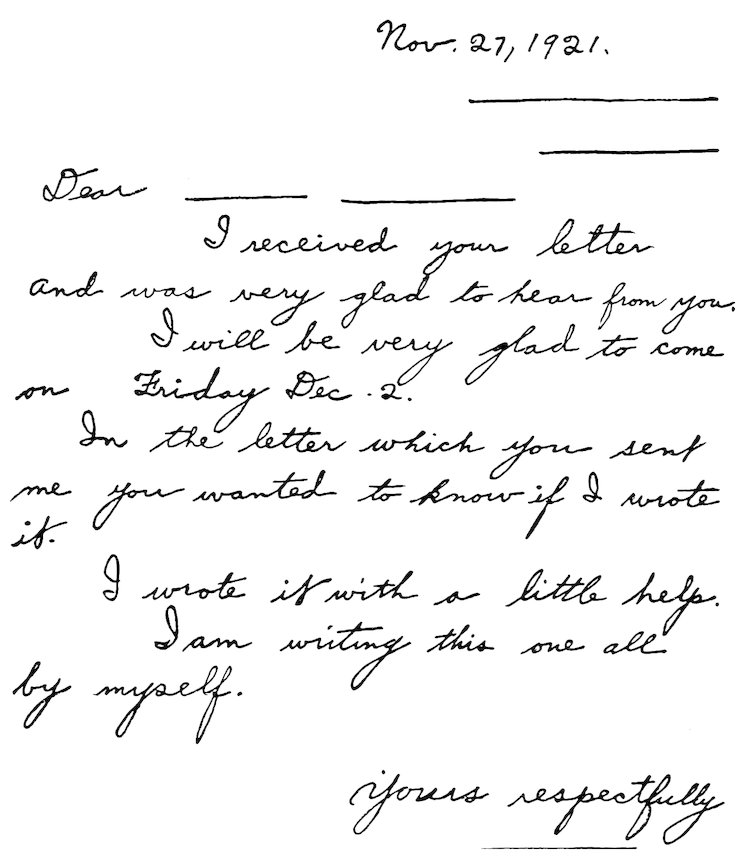 Nov. 27, 1921.
Dear
I received your letter
and was very glad to hear from you.
I will be very glad to come
on Friday Dec. 2.
In the letter which you sent
me you wanted to know if I wrote
it.
I wrote it with a little help.
I am writing this one all
by myself.
Yours respectfully